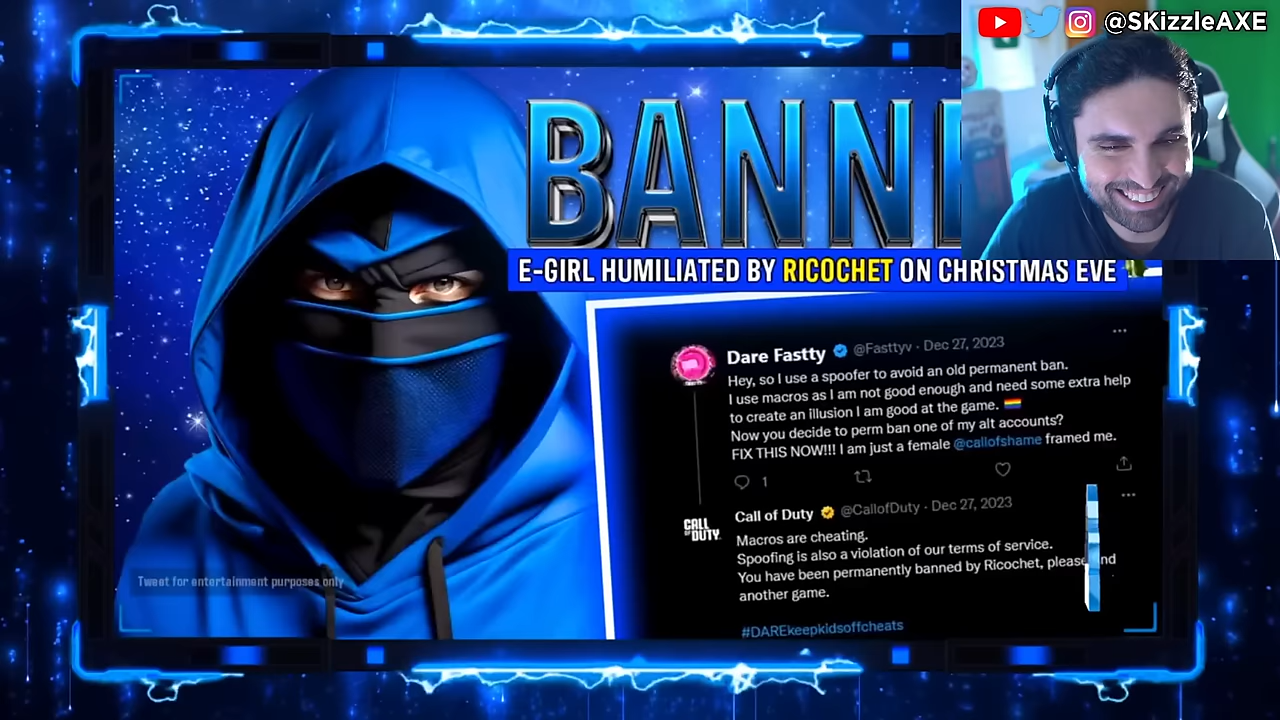 @SKizzleAXE
BANN
E-GIRL HUMILIATED BY RICOCHET ON CHRISTMAS EVE
Dare Fastty @Fasttyv · Dec 27, 2023
Hey, so I use a spoofer to avoid an old permanent ban.
I use macros as I am not good enough and need some extra help
to create an illusion I am good at the game.
Now you decide to perm ban one of my alt accounts?
FIX THIS NOW!!! I am just a female @callofshame framed me.
1
CALL OF DUTY
Call of Duty @CallofDuty · Dec 27, 2023
Macros are cheating.
Spoofing is also a violation of our terms of service.
You have been permanently banned by Ricochet, please
another game.
#DAREkeepkidsoffcheats
Tweet for entertainment purposes only